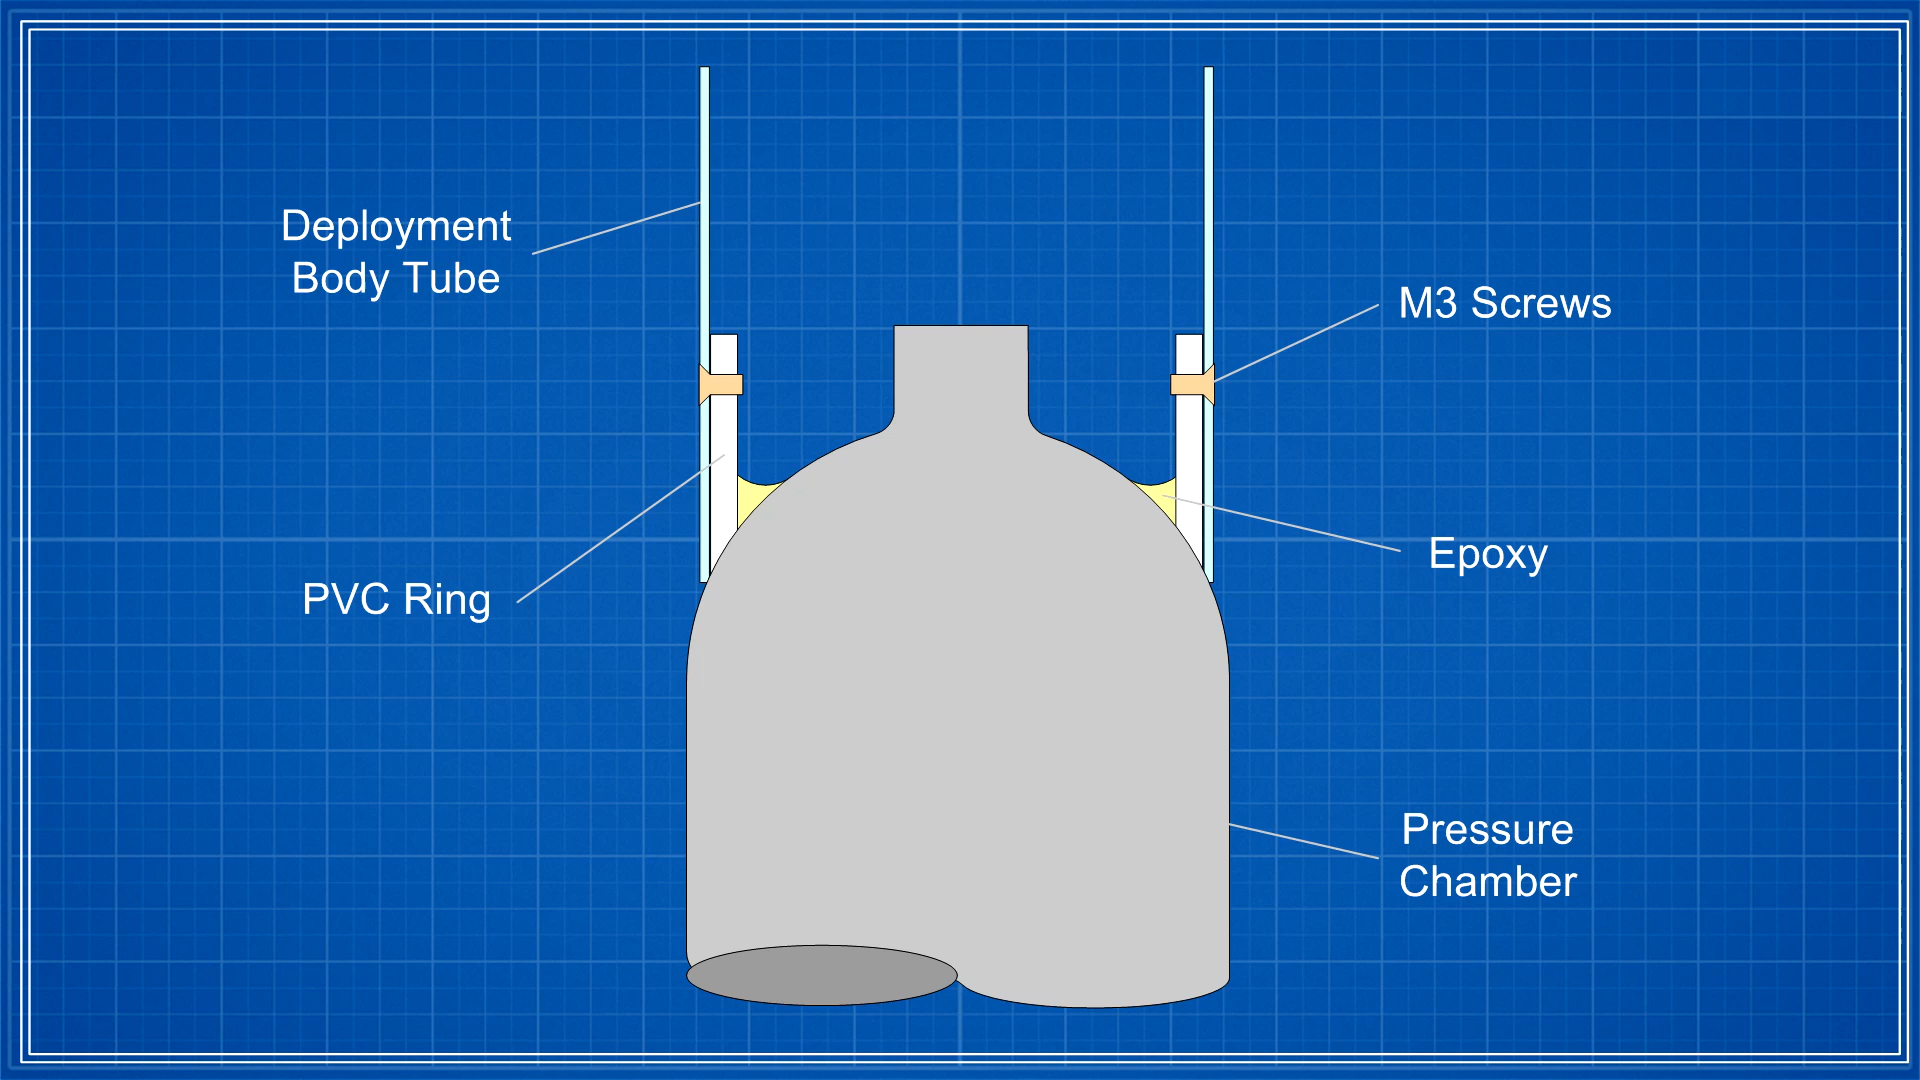 Deployment
Body Tube
M3 Screws
Epoxy
PVC Ring
Pressure
Chamber